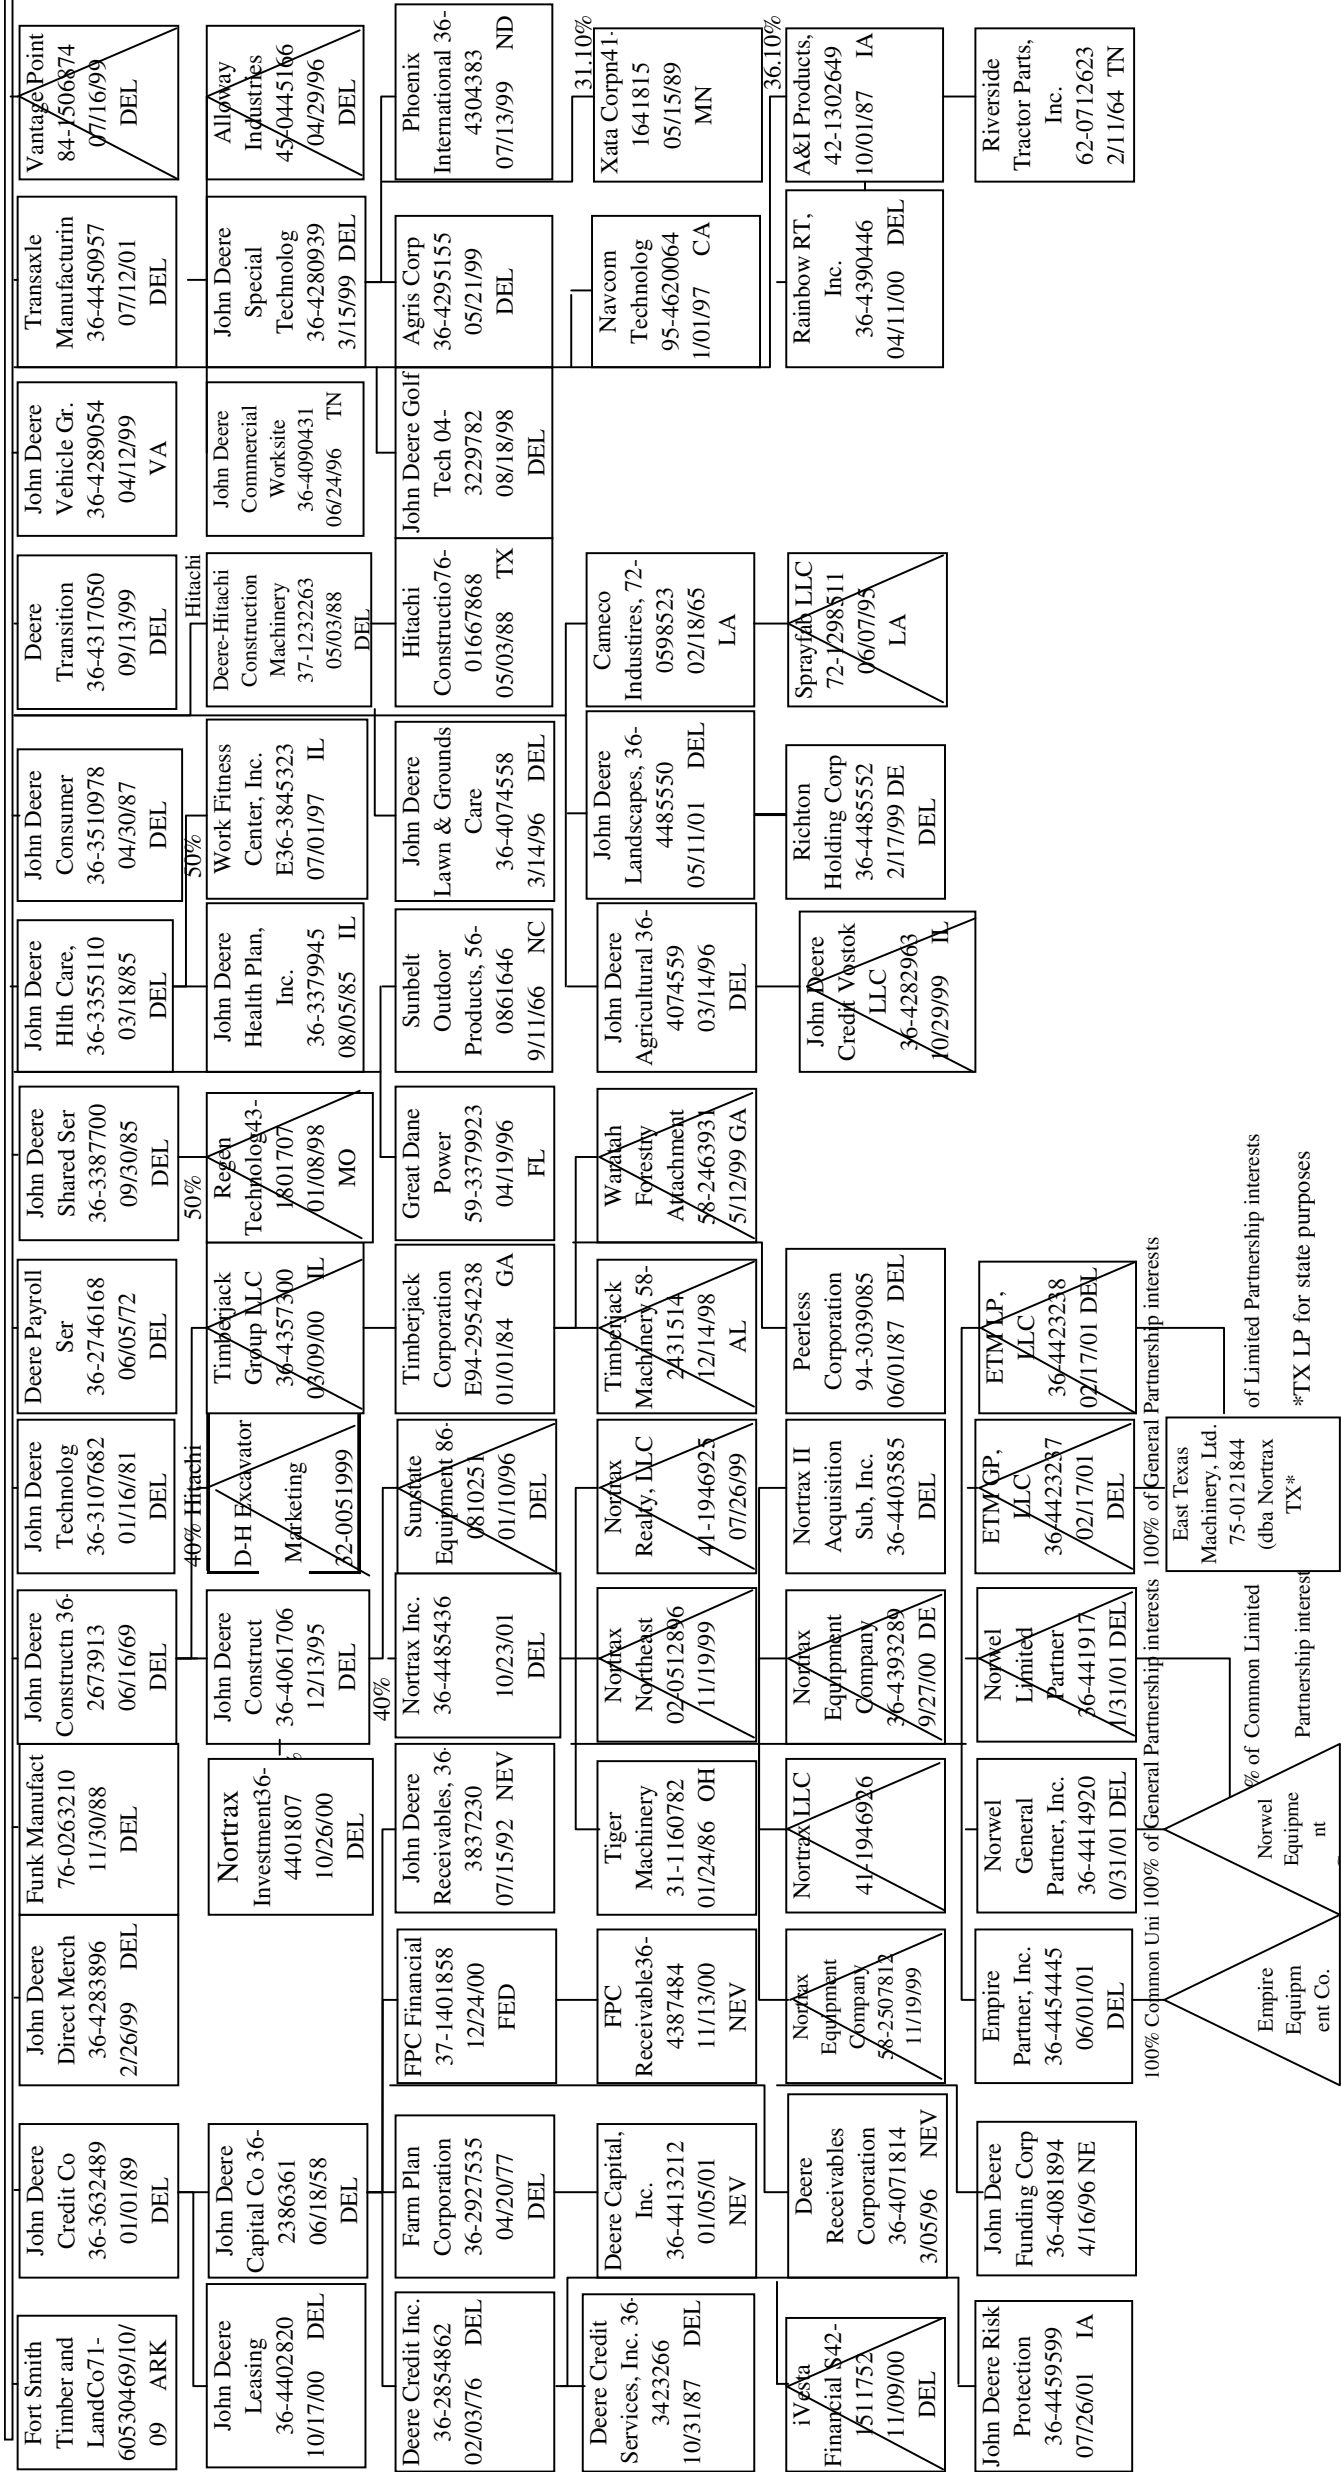 Fort Smith
Timber and
LandCo71-
60530469/10/
09 ARK
John Deere
Credit Co
36-3632489
01/01/89
DEL
John Deere
Direct Merch
36-4283896
2/26/99 DEL
Funk Manufact
76-0263210
11/30/88
DEL
John Deere
Constructn 36-
2673913
06/16/69
DEL
John Deere
Technolog
36-3107682
01/16/81
DEL
Deere Payroll
Ser
36-2746168
06/05/72
DEL
John Deere
Shared Ser
36-3387700
09/30/85
DEL
John Deere
Hlth Care,
36-3355110
03/18/85
DEL
John Deere
Consumer
36-3510978
04/30/87
DEL
Deere
Transition
36-4317050
09/13/99
DEL
John Deere
Vehicle Gr.
36-4289054
04/12/99
VA
Transaxle
Manufacturin
36-4450957
07/12/01
DEL
Vantage Point
84-1506874
07/16/99
DEL
40% Hitachi
50%
50%
Hitachi
John Deere
Leasing
36-4402820
10/17/00 DEL
John Deere
Capital Co 36-
2386361
06/18/58
DEL
Nortrax
Investment36-
4401807
10/26/00
DEL
John Deere
Construct
36-4061706
12/13/95
DEL
D-H Excavator
Marketing
32-0051999
Timberjack
Group LLC
36-4357300
03/09/00 IL
Regen
Technolog43-
1801707
01/08/98
MO
John Deere
Health Plan,
Inc.
36-3379945
08/05/85 IL
Work Fitness
Center, Inc.
E36-3845323
07/01/97 IL
Deere-Hitachi
Construction
Machinery
37-1232263
05/03/88
DEL
John Deere
Commercial
Worksite
36-4090431
06/24/96 TN
John Deere
Special
Technolog
36-4280939
3/15/99 DEL
Alloway
Industries
45-0445166
04/29/96
DEL
40%
Deere Credit Inc.
36-2854862
02/03/76 DEL
Farm Plan
Corporation
36-2927535
04/20/77
DEL
FPC Financial
37-1401858
12/24/00
FED
John Deere
Receivables, 36-
3837230
07/15/92 NEV
Nortrax Inc.
36-4485436
10/23/01
DEL
Sunstate
Equipment 86-
0810251
01/10/96
DEL
Timberjack
Corporation
E94-2954238
01/01/84 GA
Great Dane
Power
59-3379923
04/19/96
FL
Sunbelt
Outdoor
Products, 56-
0861646
9/11/66 NC
John Deere
Lawn & Grounds
Care
36-4074558
3/14/96 DEL
Hitachi
Constructio76-
01667868
05/03/88 TX
John Deere Golf
Tech 04-
3229782
08/18/98
DEL
Agris Corp
36-4295155
05/21/99
DEL
Phoenix
International 36-
4304383
07/13/99 ND
31.10%
Deere Credit
Services, Inc. 36-
3423266
10/31/87 DEL
Deere Capital,
Inc.
36-4413212
01/05/01
NEV
FPC
Receivable36-
4387484
11/13/00
NEV
Tiger
Machinery
31-1160782
01/24/86 OH
Nortrax
Northeast
02-0512896
11/19/99
Nortrax
Realty, LLC
41-1946925
07/26/99
Timberjack
Machinery 58-
2431514
12/14/98
AL
Waratah
Forestry
Attachment
58-2463931
5/12/99 GA
John Deere
Agricultural 36-
4074559
03/14/96
DEL
John Deere
Landscapes, 36-
4485550
05/11/01 DEL
Cameco
Industires, 72-
0598523
02/18/65
LA
Navcom
Technolog
95-4620064
1/01/97 CA
Xata Corpn41-
1641815
05/15/89
MN
36.10%
iVesta
Financial S42-
1511752
11/09/00
DEL
Deere
Receivables
Corporation
36-4071814
3/05/96 NEV
Nortrax
Equipment
Company
58-2507812
11/19/99
Nortrax LLC
41-1946926
Nortrax
Equipment
Company
36-4393289
9/27/00 DE
Nortrax II
Acquisition
Sub, Inc.
36-4403585
DEL
Peerless
Corporation
94-3039085
06/01/87 DEL
John Deere
Credit Vostok
LLC
36-4282963
10/29/99 IL
Richton
Holding Corp
36-4485552
2/17/99 DE
DEL
Sprayfab LLC
72-1298511
06/07/95
LA
Rainbow RT,
Inc.
36-4390446
04/11/00 DEL
A&I Products,
42-1302649
10/01/87 IA
John Deere Risk
Protection
36-4459599
07/26/01 IA
John Deere
Funding Corp
36-4081894
4/16/96 NE
Empire
Partner, Inc.
36-4454445
06/01/01
DEL
Norwel
General
Partner, Inc.
36-4414920
0/31/01 DEL
Norwel
Limited
Partner
36-441917
1/31/01 DEL
ETM GP,
LLC
36-4423237
02/17/01
DEL
ETM LP,
LLC
36-4423238
02/17/01 DEL
Riverside
Tractor Parts,
Inc.
62-0712623
2/11/64 TN
100% Common Uni 100% of General Partnership interests 100% of General Partnership interests
Empire
Equipm
ent Co.
Norwel
Equipme
nt
% of Common Limited
Partnership interest
East Texas
Machinery, Ltd.
75-0121844
(dba Nortrax
TX*
of Limited Partnership interests
*TX LP for state purposes